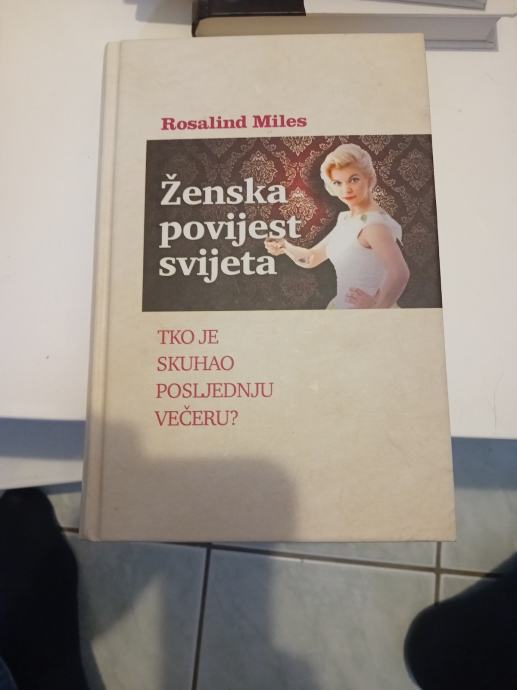 Rosalind Miles
Ženska
povijest
svijeta
TKO JE
SKUHAO
POSLJEDNJU
VEČERU?